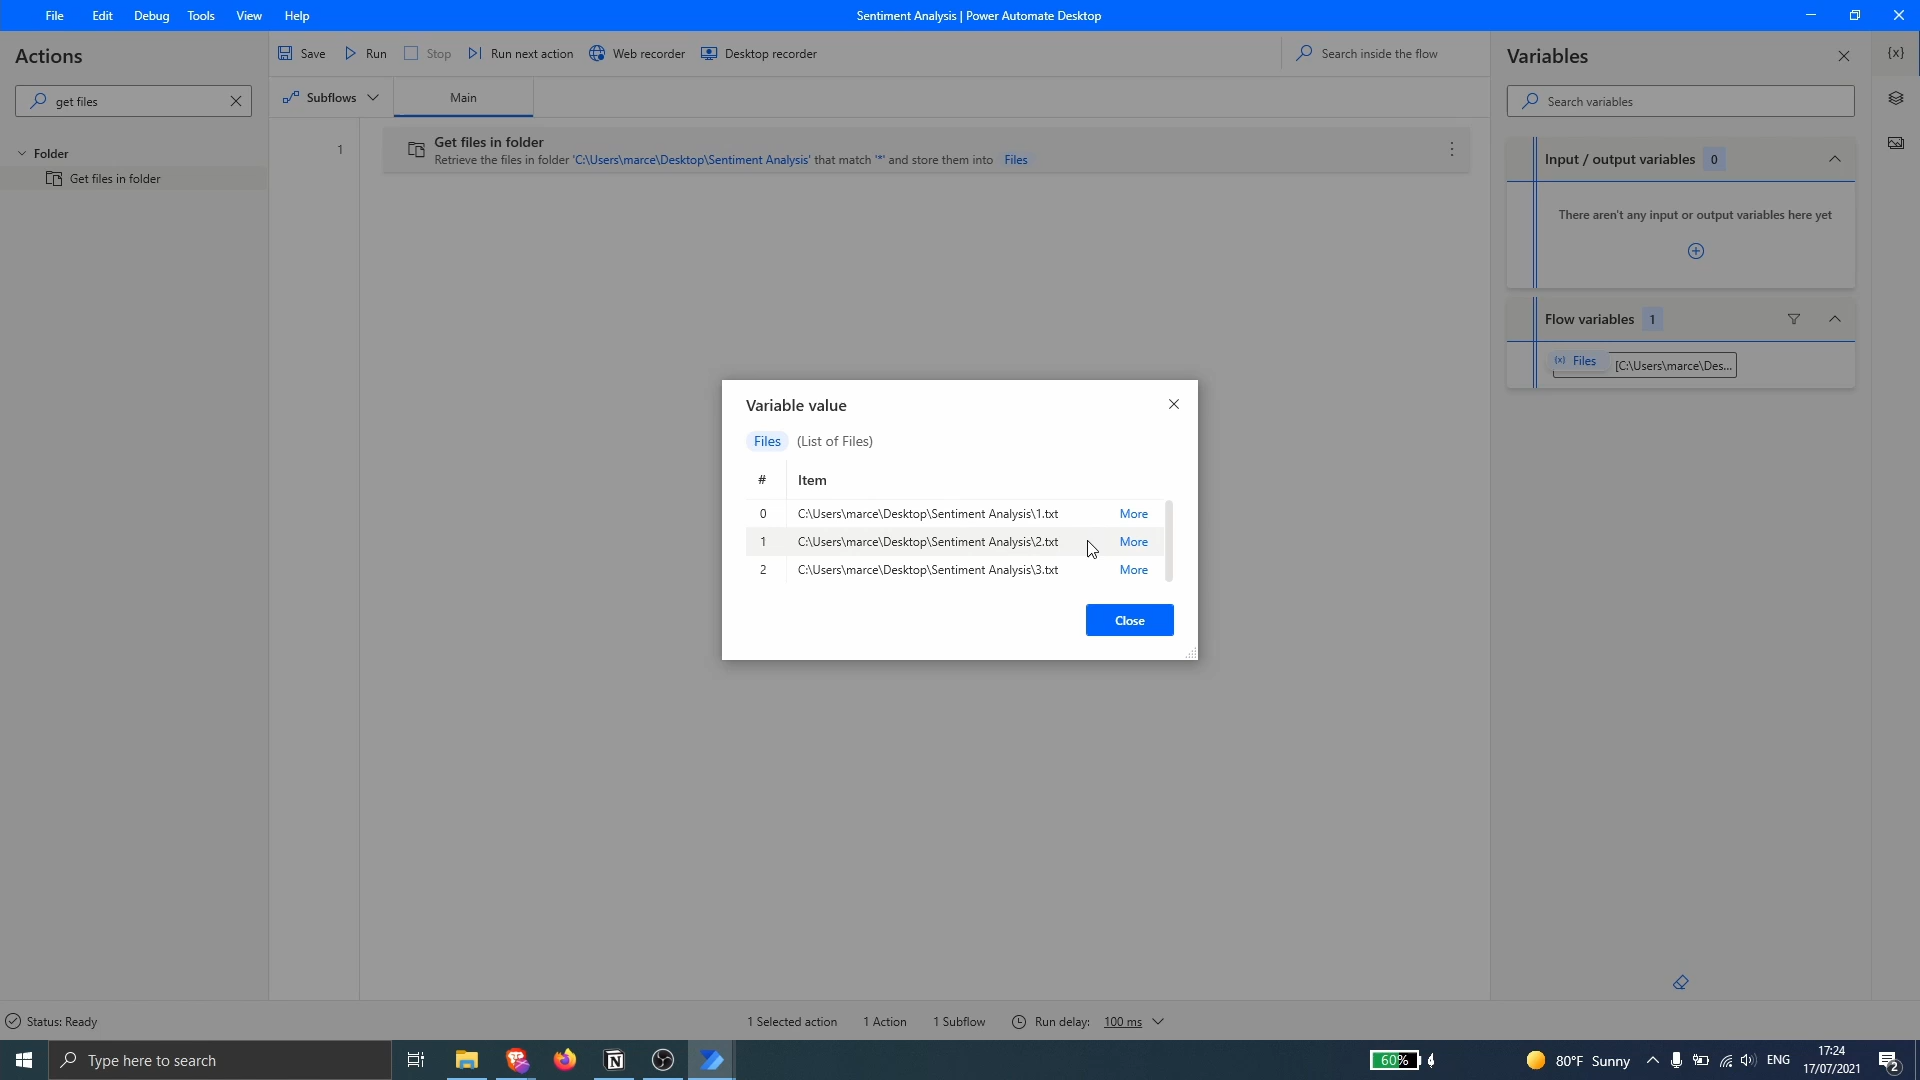 File Edit Debug Tools View Help
Sentiment Analysis | Power Automate Desktop
Actions
get files
Folder
Get files in folder
Save Run Stop Run next action Web recorder Desktop recorder
Search inside the flow
Subflows Main
1
Get files in folder
Retrieve the files in folder 'C:\Users\marce\Desktop\Sentiment Analysis' that match '*' and store them into Files
Variable value
Files (List of Files)
# Item
0 C:\Users\marce\Desktop\Sentiment Analysis\1.txt More
1 C:\Users\marce\Desktop\Sentiment Analysis\2.txt More
2 C:\Users\marce\Desktop\Sentiment Analysis\3.txt More
Close
Variables
{x}
Search variables
Input / output variables 0
There aren't any input or output variables here yet
Flow variables 1
(x) Files [C:\Users\marce\Des...
Status: Ready
1 Selected action 1 Action 1 Subflow Run delay: 100 ms
Type here to search
60%
80°F Sunny
ENG
17:24
17/07/2021
2